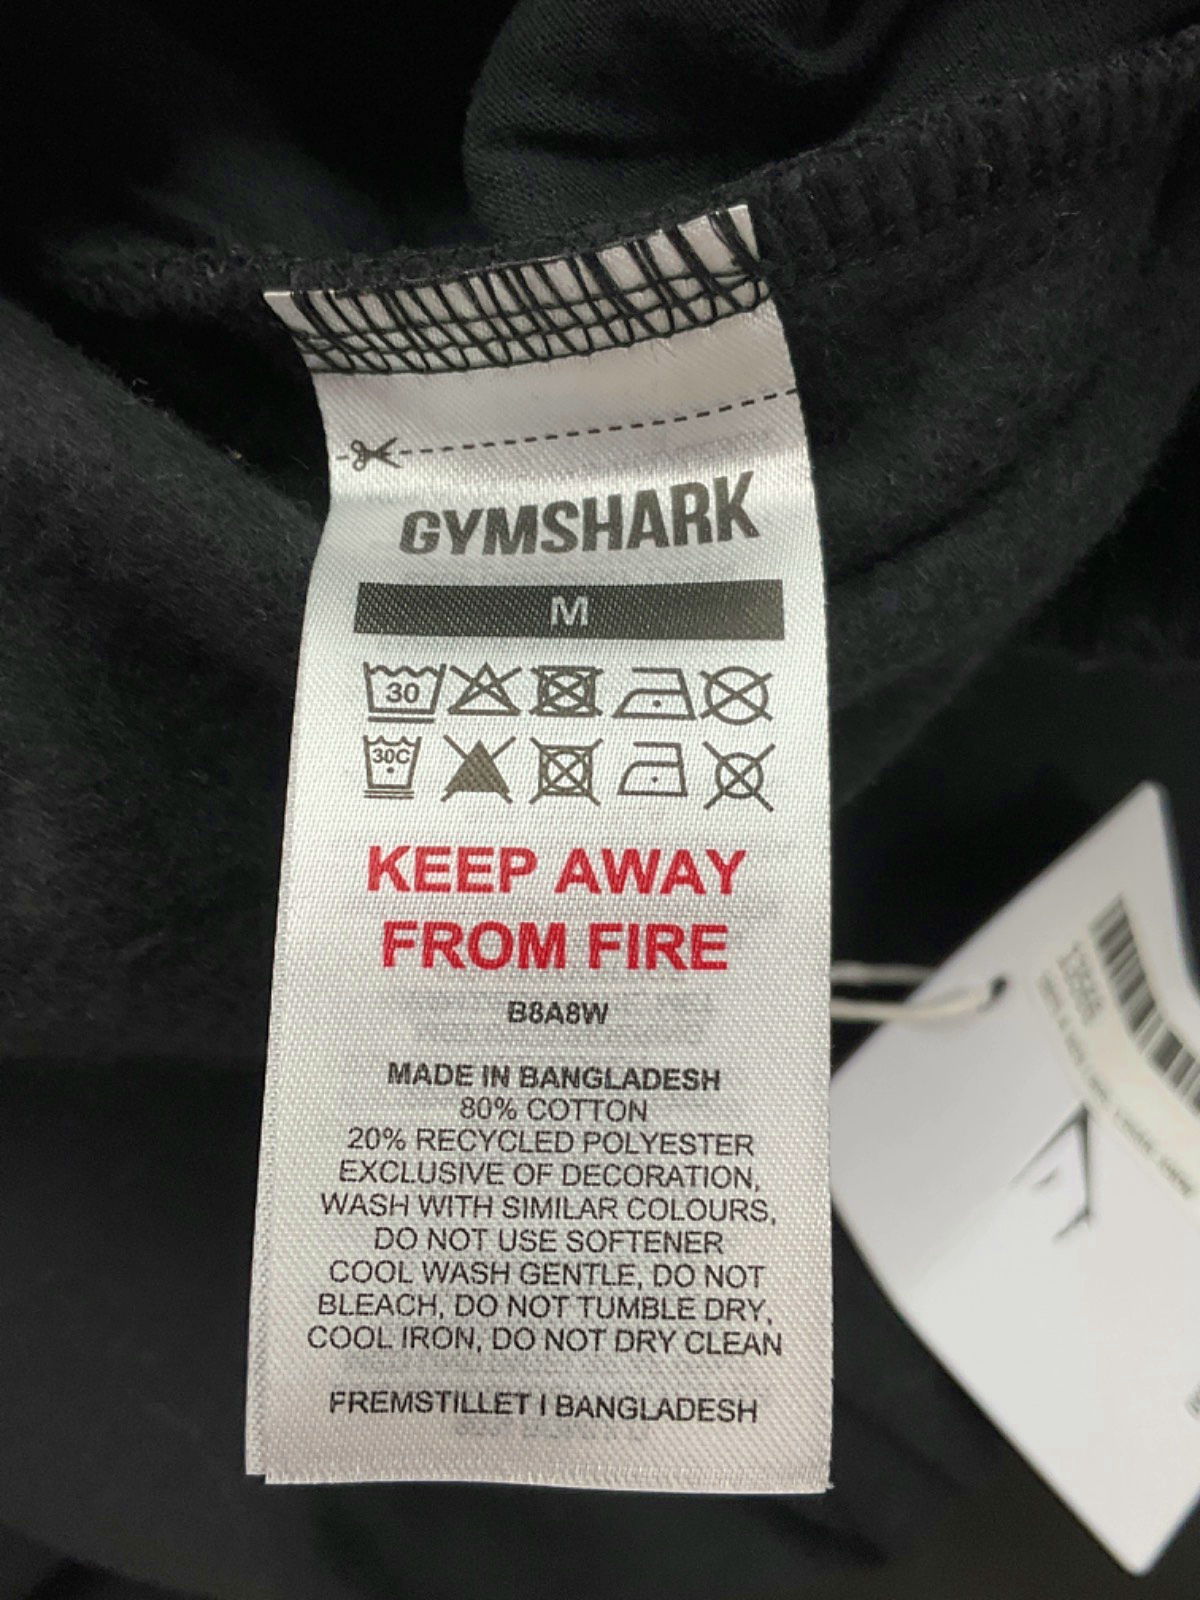 GYMSHARK
M
30
30C
KEEP AWAY
FROM FIRE
B8A8W
MADE IN BANGLADESH
80% COTTON
20% RECYCLED POLYESTER
EXCLUSIVE OF DECORATION,
WASH WITH SIMILAR COLOURS,
DO NOT USE SOFTENER
COOL WASH GENTLE, DO NOT
BLEACH, DO NOT TUMBLE DRY,
COOL IRON, DO NOT DRY CLEAN
FREMSTILLET I BANGLADESH